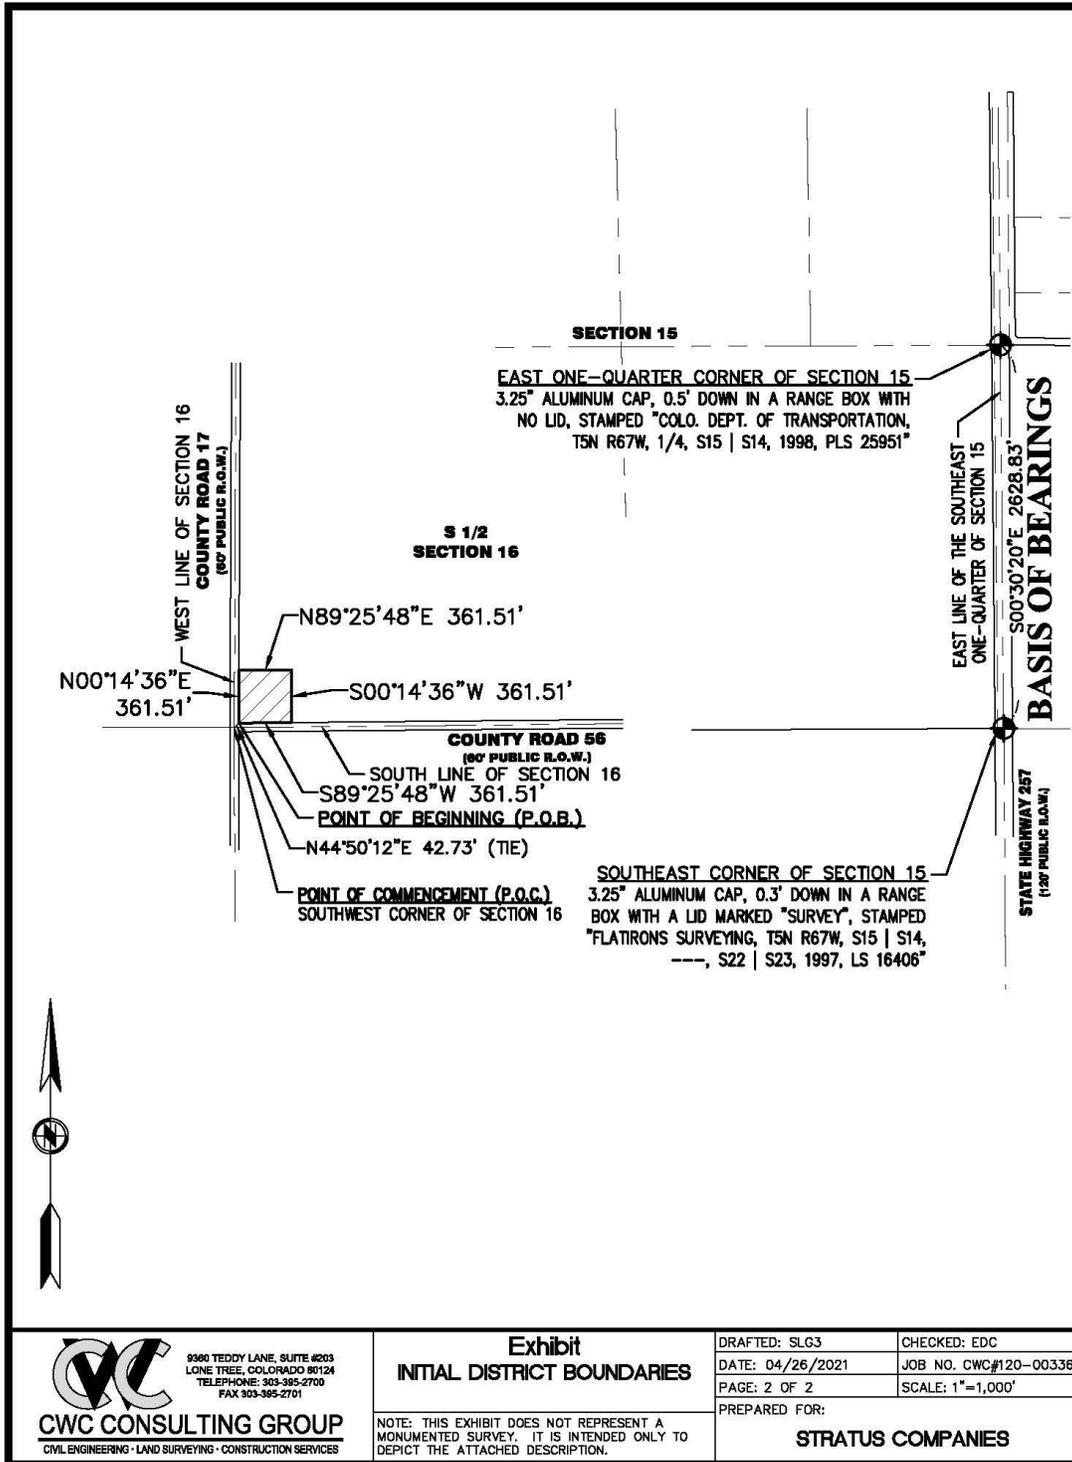 SECTION 15
EAST ONE-QUARTER CORNER OF SECTION 15
3.25" ALUMINUM CAP, 0.5' DOWN IN A RANGE BOX WITH
NO LID, STAMPED "COLO. DEPT. OF TRANSPORTATION,
T5N R67W, 1/4, S15 | S14, 1998, PLS 25951"
WEST LINE OF SECTION 16
COUNTY ROAD 17
(60' PUBLIC R.O.W.)
S 1/2
SECTION 16
EAST LINE OF THE SOUTHEAST
ONE-QUARTER OF SECTION 15
S00°30'20"E 2628.83'
BASIS OF BEARINGS
N89°25'48"E 361.51'
N00°14'36"E
361.51'
S00°14'36"W 361.51'
COUNTY ROAD 56
(60' PUBLIC R.O.W.)
SOUTH LINE OF SECTION 16
S89°25'48"W 361.51'
POINT OF BEGINNING (P.O.B.)
N44°50'12"E 42.73' (TIE)
POINT OF COMMENCEMENT (P.O.C.)
SOUTHWEST CORNER OF SECTION 16
SOUTHEAST CORNER OF SECTION 15
3.25" ALUMINUM CAP, 0.3' DOWN IN A RANGE
BOX WITH A LID MARKED "SURVEY", STAMPED
"FLATIRONS SURVEYING, T5N R67W, S15 | S14,
---, S22 | S23, 1997, LS 16406"
STATE HIGHWAY 257
(120' PUBLIC R.O.W.)
N
CWC
9360 TEDDY LANE, SUITE #203
LONE TREE, COLORADO 80124
TELEPHONE: 303-395-2700
FAX 303-395-2701
CWC CONSULTING GROUP
CIVIL ENGINEERING · LAND SURVEYING · CONSTRUCTION SERVICES
Exhibit
INITIAL DISTRICT BOUNDARIES
NOTE: THIS EXHIBIT DOES NOT REPRESENT A
MONUMENTED SURVEY. IT IS INTENDED ONLY TO
DEPICT THE ATTACHED DESCRIPTION.
DRAFTED: SLG3
CHECKED: EDC
DATE: 04/26/2021
JOB NO. CWC#120-00336
PAGE: 2 OF 2
SCALE: 1"=1,000'
PREPARED FOR:
STRATUS COMPANIES